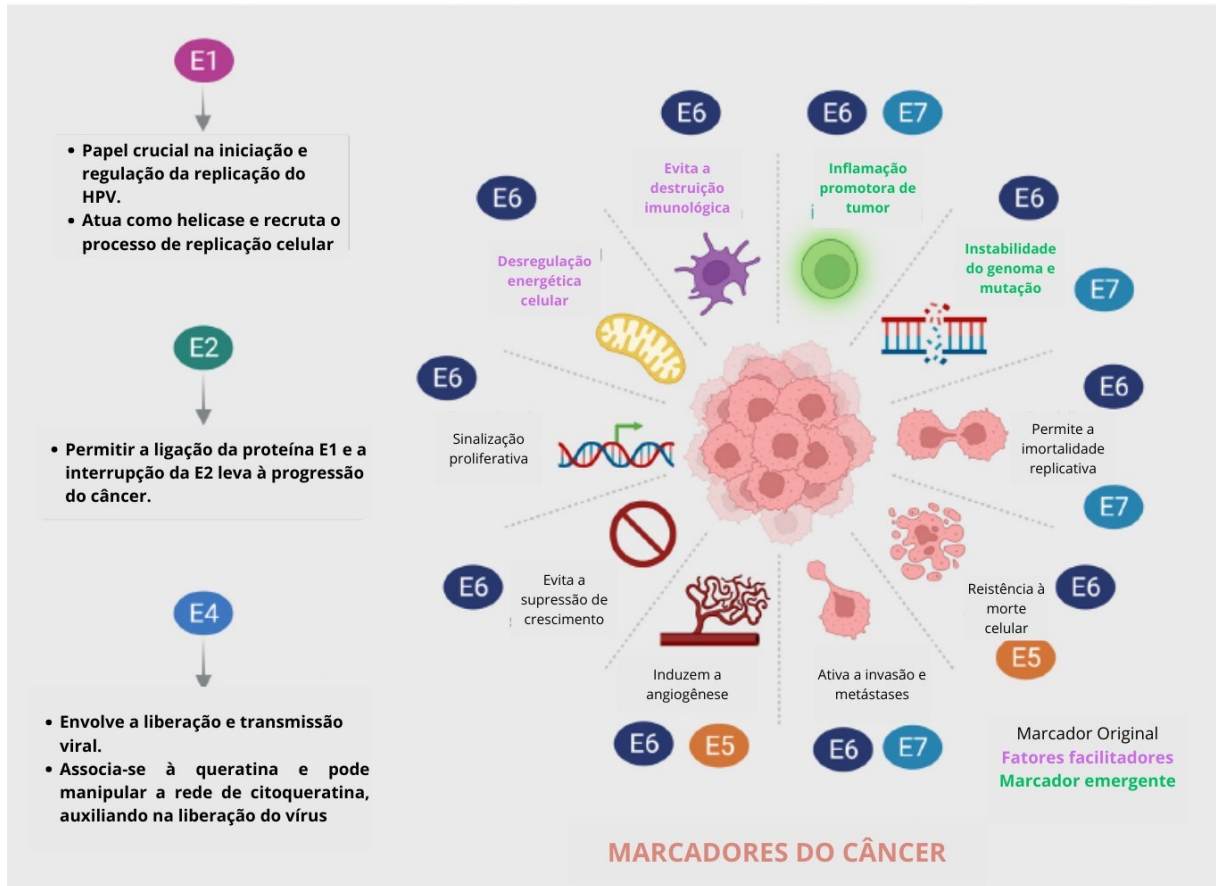 E1
• Papel crucial na iniciação e
regulação da replicação do
HPV.
• Atua como helicase e recruta o
processo de replicação celular
E2
• Permitir a ligação da proteína E1 e a
interrupção da E2 leva à progressão
do câncer.
E4
• Envolve a liberação e transmissão
viral.
• Associa-se à queratina e pode
manipular a rede de citoqueratina,
auxiliando na liberação do vírus
E6
Evita a
destruição
imunológica
E6 E7
Inflamação
promotora de
tumor
E6
Instabilidade
do genoma e
mutação
E7
E6
Permite a
imortalidade
replicativa
E7
E6
Reistência à
morte
celular
E5
Ativa a invasão e
metástases
E6 E7
Induzem a
angiogênese
E6 E5
E6
Evita a
supressão de
crescimento
E6
Sinalização
proliferativa
E6
Desregulação
energética
celular
Marcador Original
Fatores facilitadores
Marcador emergente
MARCADORES DO CÂNCER